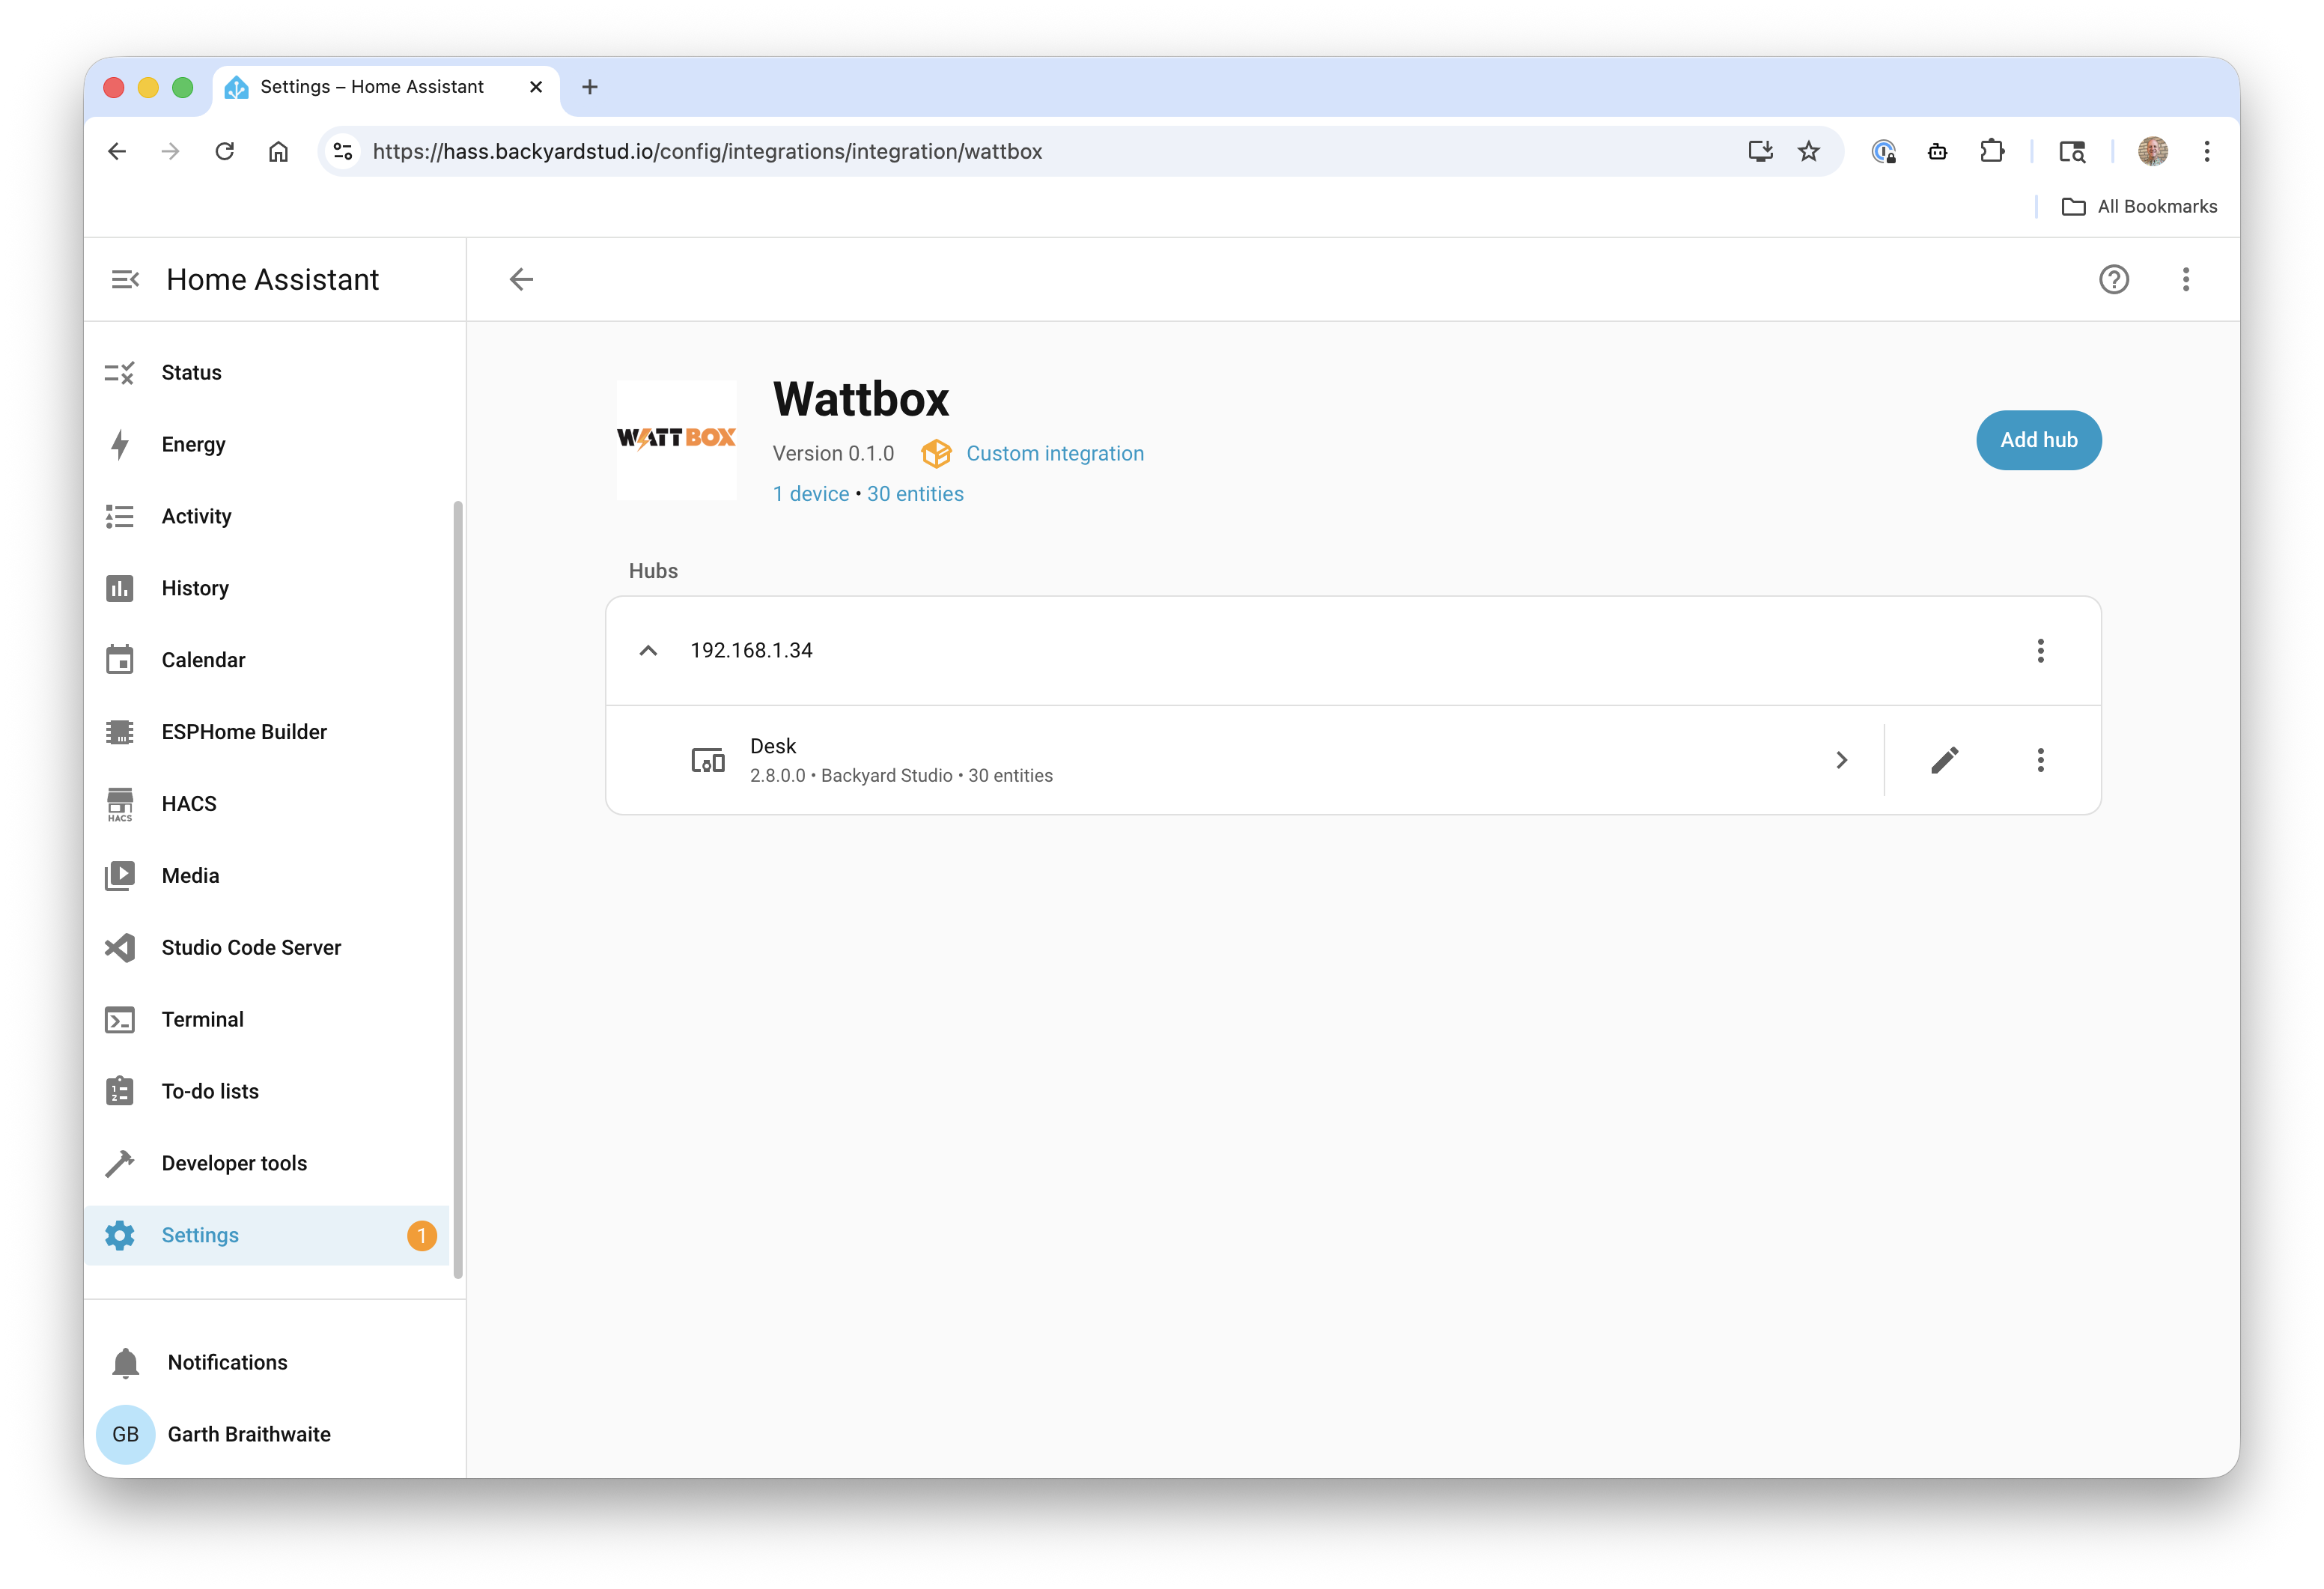 Settings – Home Assistant
https://hass.backyardstud.io/config/integrations/integration/wattbox
All Bookmarks
Home Assistant
Status
Energy
Activity
History
Calendar
ESPHome Builder
HACS
HACS
Media
Studio Code Server
Terminal
To-do lists
Developer tools
Settings 1
Notifications
GB Garth Braithwaite
WATTBOX
Wattbox
Version 0.1.0 Custom integration
1 device • 30 entities
Add hub
Hubs
192.168.1.34
Desk
2.8.0.0 • Backyard Studio • 30 entities